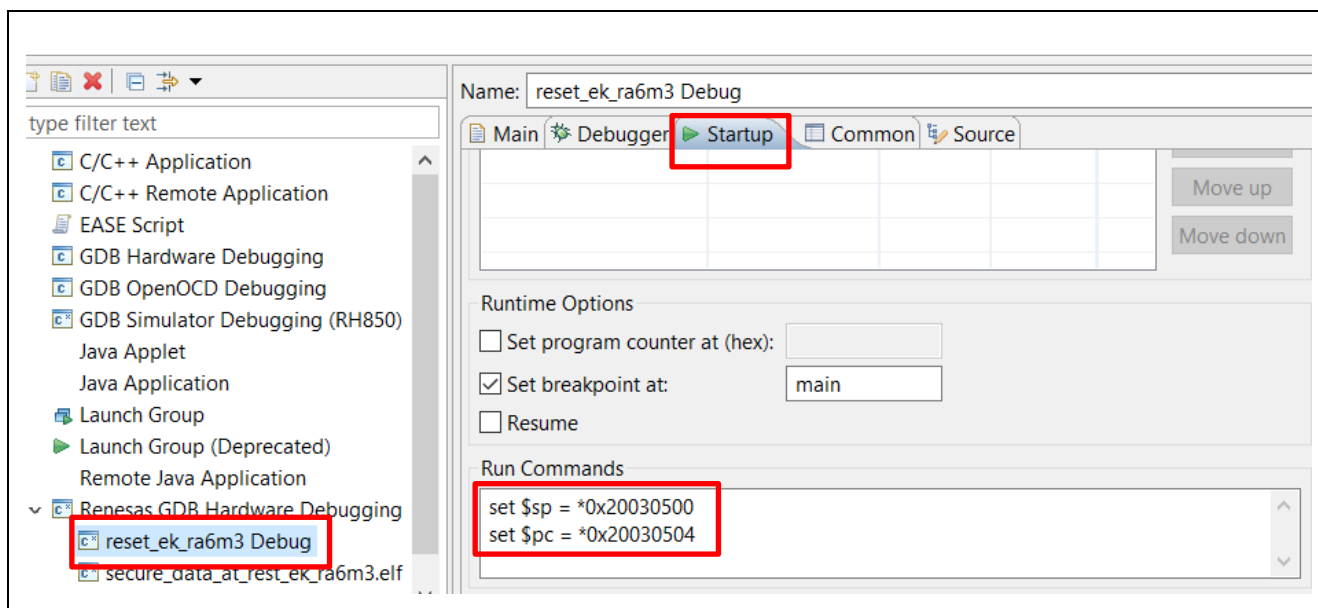 type filter text
C/C++ Application
C/C++ Remote Application
EASE Script
GDB Hardware Debugging
GDB OpenOCD Debugging
GDB Simulator Debugging (RH850)
Java Applet
Java Application
Launch Group
Launch Group (Deprecated)
Remote Java Application
Renesas GDB Hardware Debugging
reset_ek_ra6m3 Debug
secure_data_at_rest_ek_ra6m3.elf
Name: reset_ek_ra6m3 Debug
Main Debugger Startup Common Source
Move up
Move down
Runtime Options
Set program counter at (hex):
Set breakpoint at: main
Resume
Run Commands
set $sp = *0x20030500
set $pc = *0x20030504